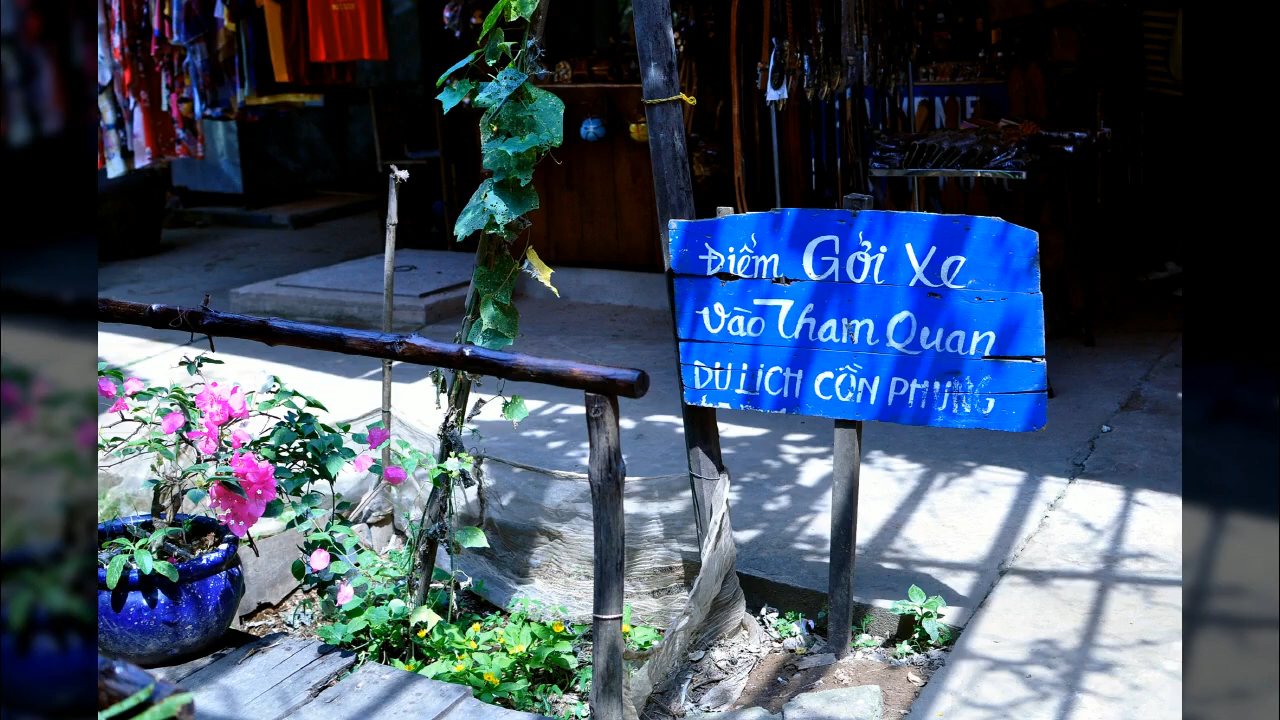 Điểm Gởi Xe
Vào Tham Quan
DU LỊCH CỒN PHỤNG